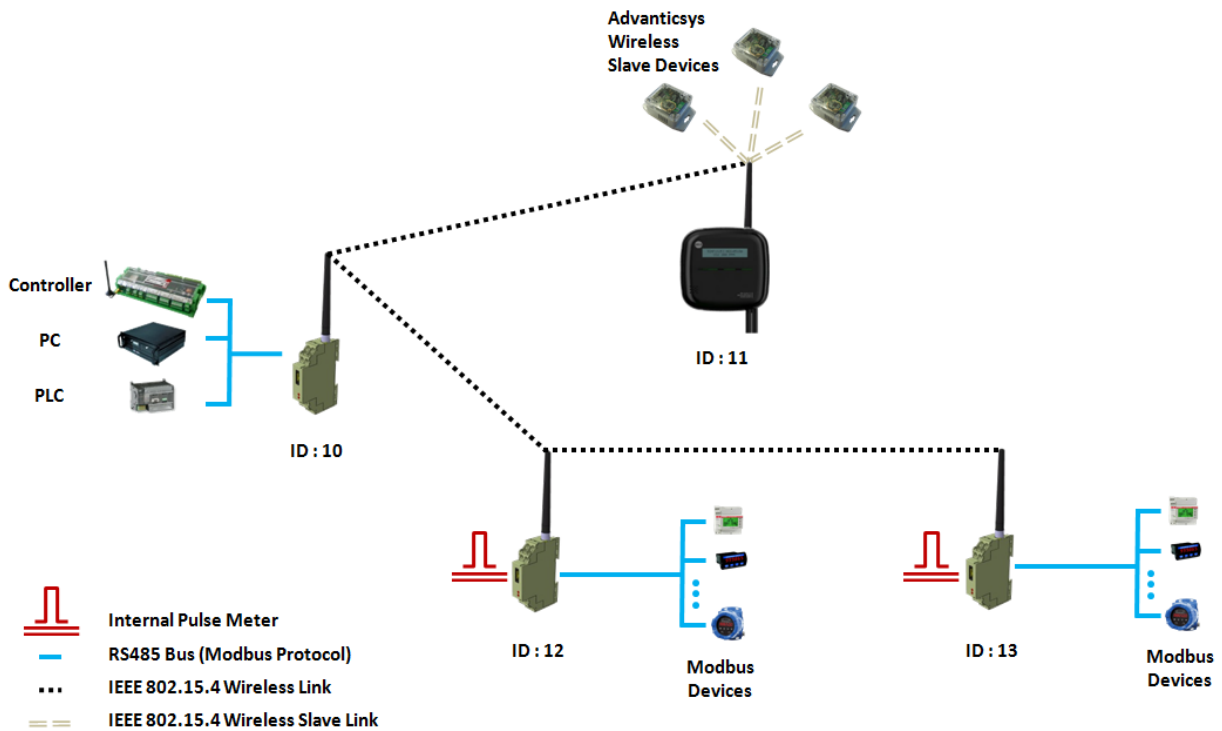 Advanticsys
Wireless
Slave Devices
Controller
PC
PLC
ID : 10
ID : 11
ID : 12
ID : 13
Modbus
Devices
Modbus
Devices
Internal Pulse Meter
RS485 Bus (Modbus Protocol)
IEEE 802.15.4 Wireless Link
IEEE 802.15.4 Wireless Slave Link